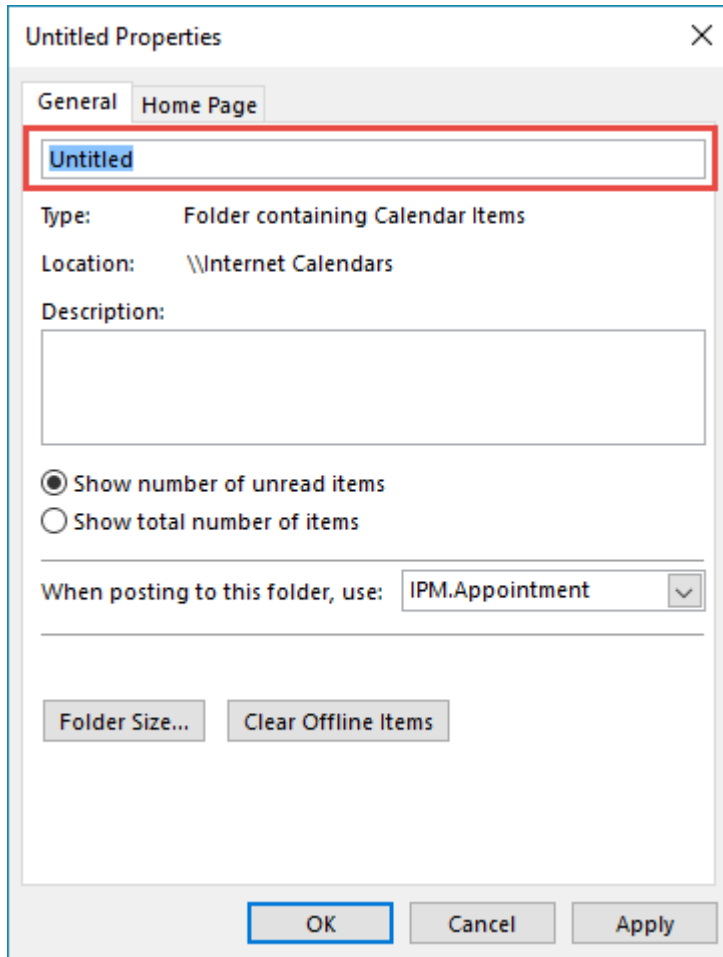 Untitled Properties
General Home Page
Untitled
Type: Folder containing Calendar Items
Location: \\Internet Calendars
Description:
Show number of unread items
Show total number of items
When posting to this folder, use: IPM.Appointment
Folder Size... Clear Offline Items
OK Cancel Apply